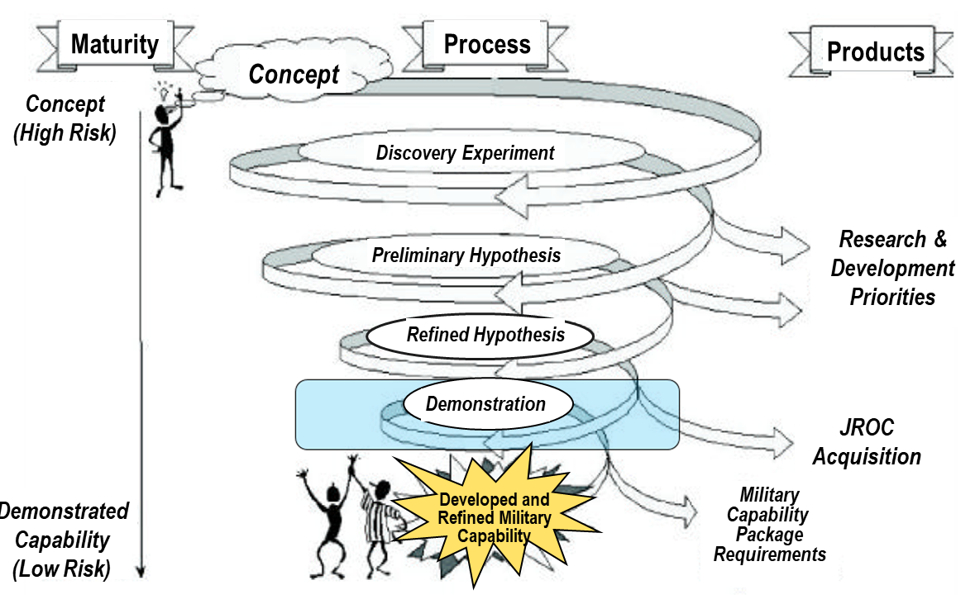 Maturity
Process
Products
Concept
Concept
(High Risk)
Discovery Experiment
Preliminary Hypothesis
Refined Hypothesis
Demonstration
Developed and
Refined Military
Capability
Research &
Development
Priorities
JROC
Acquisition
Military
Capability
Package
Requirements
Demonstrated
Capability
(Low Risk)